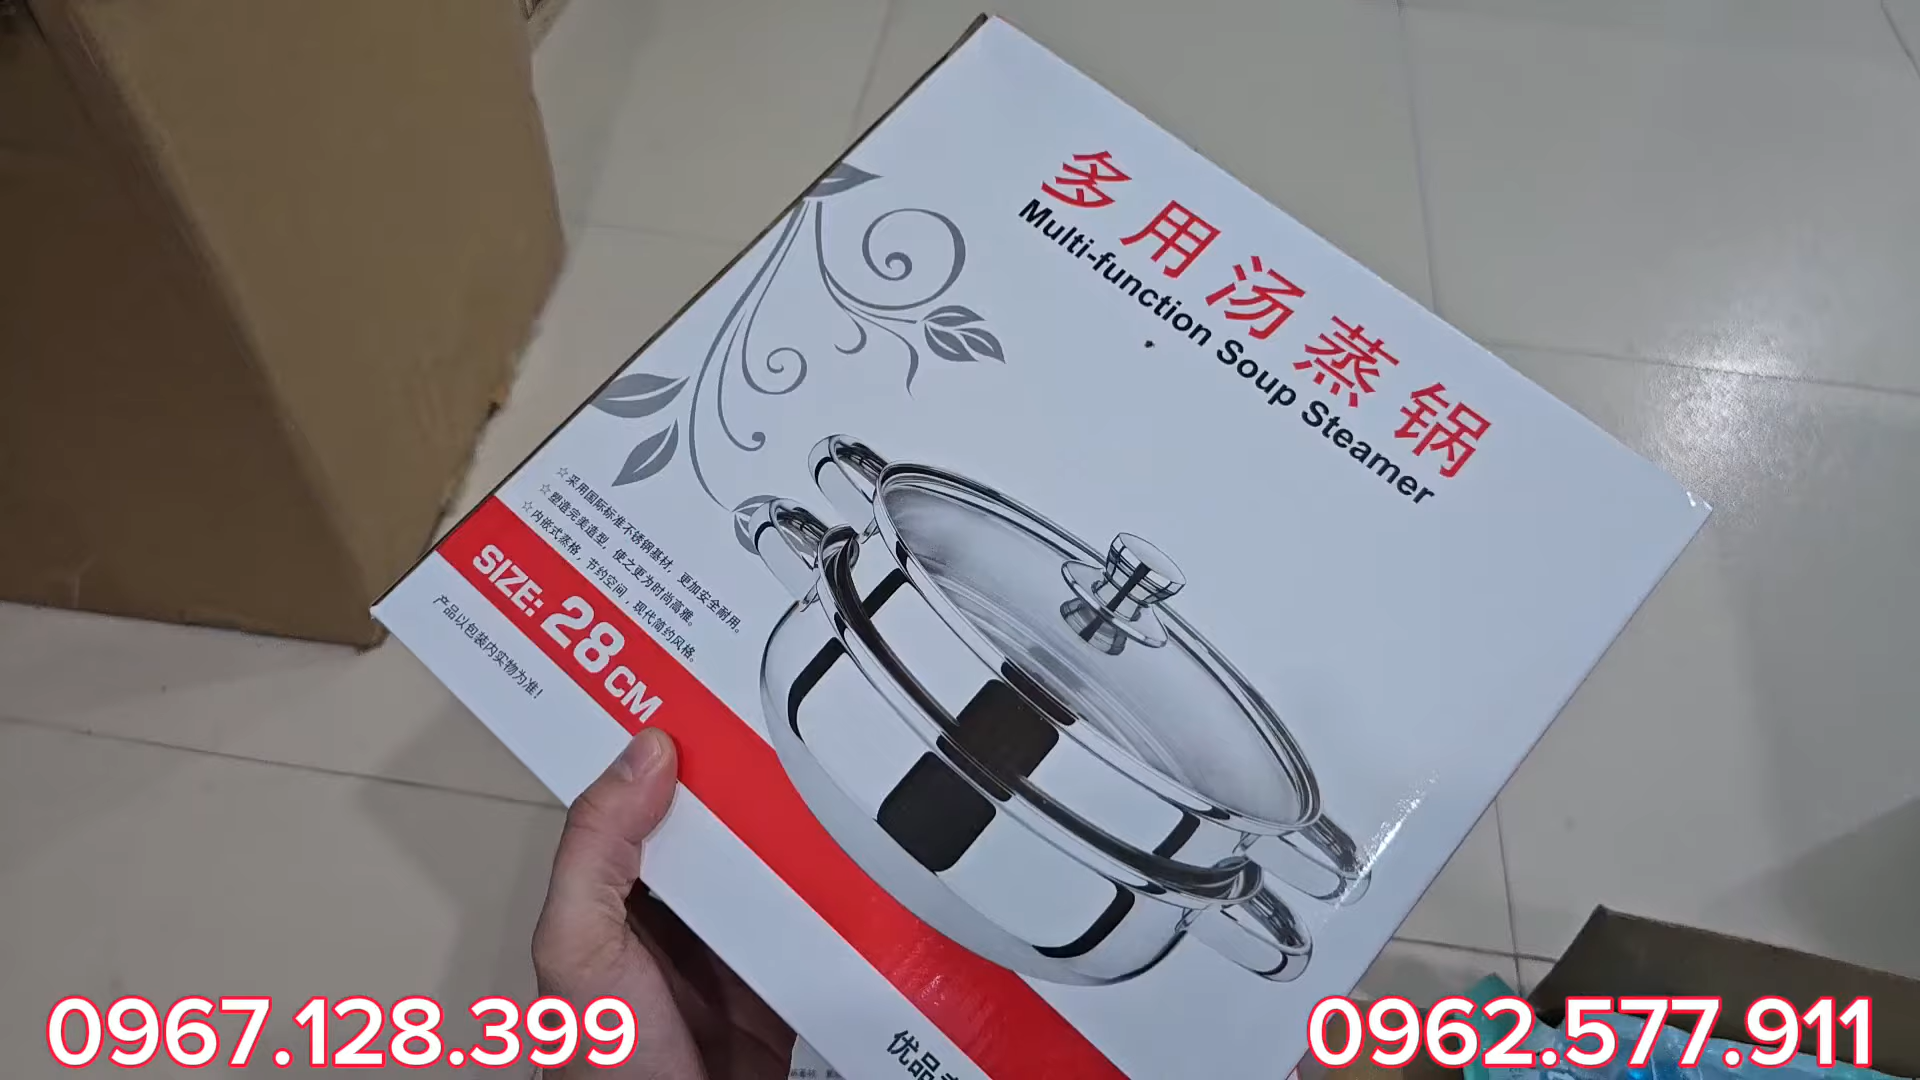 多用汤蒸锅
Multi-function Soup Steamer
☆采用国际标准不锈钢基材，更加安全耐用。
☆塑造完美造型，使之更为时尚高雅。
☆内嵌式蒸格，节约空间，现代简约风格。
SIZE: 28CM
产品以包装内实物为准！
优品
0967.128.399
0962.577.911